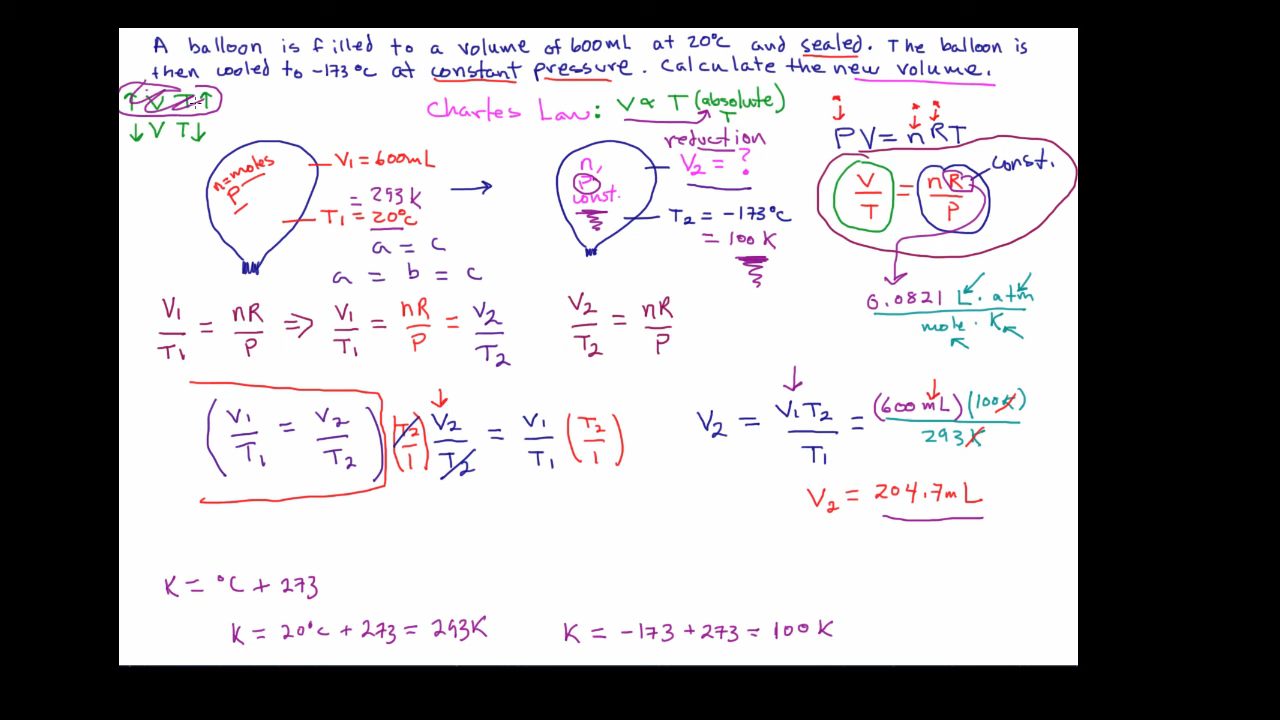 A balloon is filled to a volume of 600mL at 20°C and sealed. The balloon is
then cooled to -173°C at constant pressure. Calculate the new volume.
↑ V T ↑
↓ V T ↓
Charles Law: V ∝ T (absolute)
T
reduction
n=moles
P
V₁ = 600mL
= 293 K
T₁ = 20°C
a = c
a = b = c
n,
P
const.
V₂ = ?
T₂ = -173°C
= 100 K
PV = nRT
V/T = nR/P
const.
0.0821 L · atm / mole · K
V₁/T₁ = nR/P ⇒ V₁/T₁ = nR/P = V₂/T₂
V₂/T₂ = nR/P
(V₁/T₁ = V₂/T₂) (T₂/1) V₂/T₂ = V₁/T₁ (T₂/1)
V₂ = V₁T₂/T₁ = (600mL)(100K)/293K
V₂ = 204.7mL
K = °C + 273
K = 20°C + 273 = 293K
K = -173 + 273 = 100 K